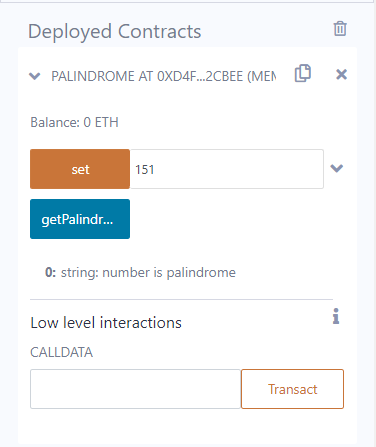 Deployed Contracts
PALINDROME AT 0XD4F...2CBEE (MEM
Balance: 0 ETH
set 151
getPalindr...
0: string: number is palindrome
Low level interactions
CALLDATA
Transact